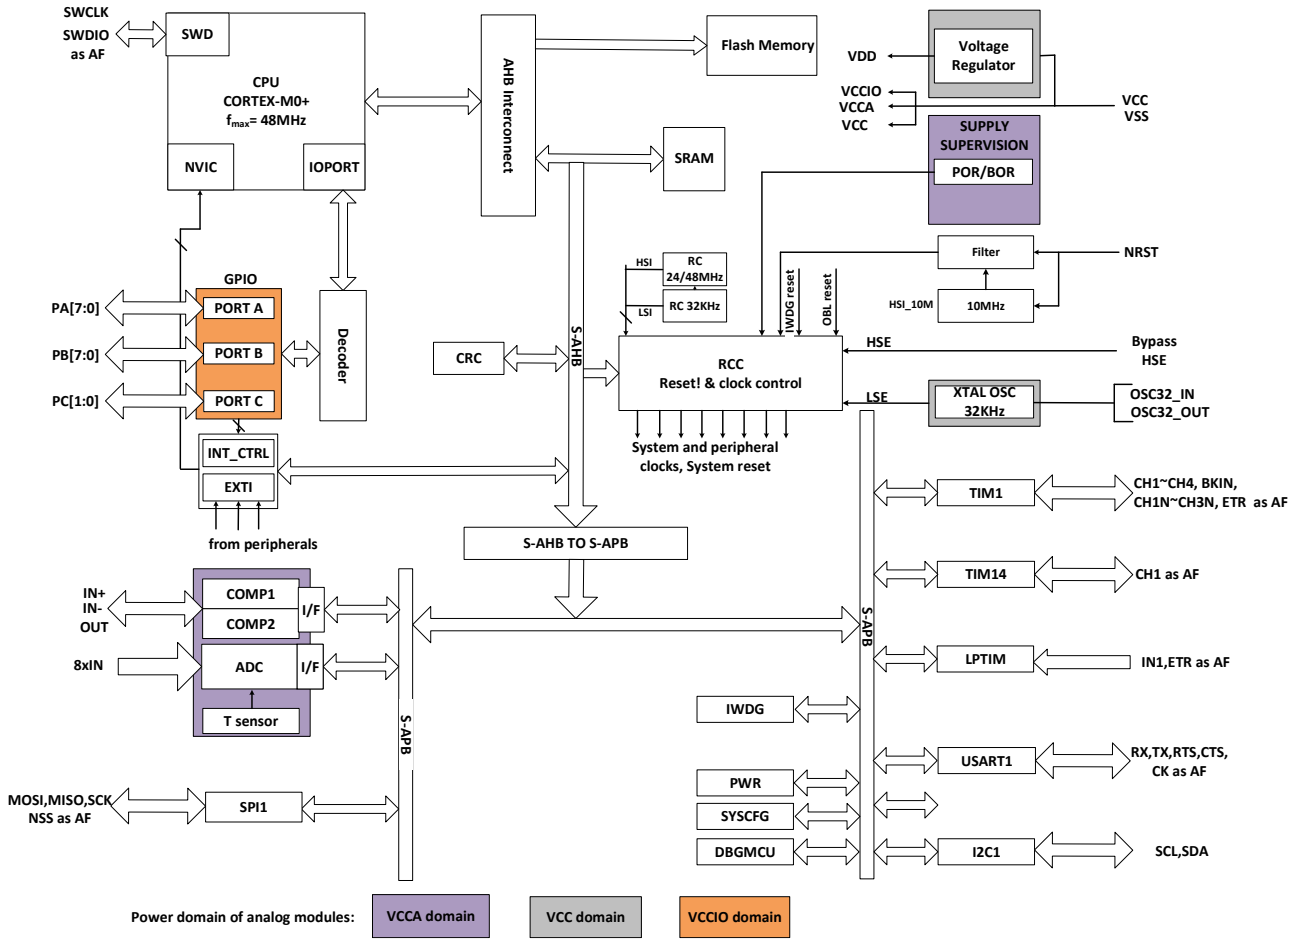 SWCLK
SWDIO
as AF
SWD
CPU
CORTEX-M0+
fmax= 48MHz
NVIC
IOPORT
AHB Interconnect
Flash Memory
SRAM
Voltage
Regulator
VDD
VCCIO
VCCA
VCC
VCC
VSS
SUPPLY
SUPERVISION
POR/BOR
Filter
NRST
HSI_10M
10MHz
HSI
RC
24/48MHz
LSI
RC 32KHz
IWDG reset
OBL reset
GPIO
PA[7:0]
PORT A
PB[7:0]
PORT B
PC[1:0]
PORT C
Decoder
S-AHB
CRC
RCC
Reset! & clock control
HSE
Bypass
HSE
LSE
XTAL OSC
32KHz
OSC32_IN
OSC32_OUT
System and peripheral
clocks, System reset
INT_CTRL
EXTI
from peripherals
S-AHB TO S-APB
TIM1
CH1~CH4, BKIN,
CH1N~CH3N, ETR  as AF
TIM14
CH1 as AF
S-APB
LPTIM
IN1,ETR as AF
IN+
IN-
OUT
COMP1
COMP2
I/F
8xIN
ADC
I/F
T sensor
S-APB
IWDG
USART1
RX,TX,RTS,CTS,
CK as AF
PWR
SYSCFG
DBGMCU
I2C1
SCL,SDA
MOSI,MISO,SCK
NSS as AF
SPI1
Power domain of analog modules:
VCCA domain
VCC domain
VCCIO domain